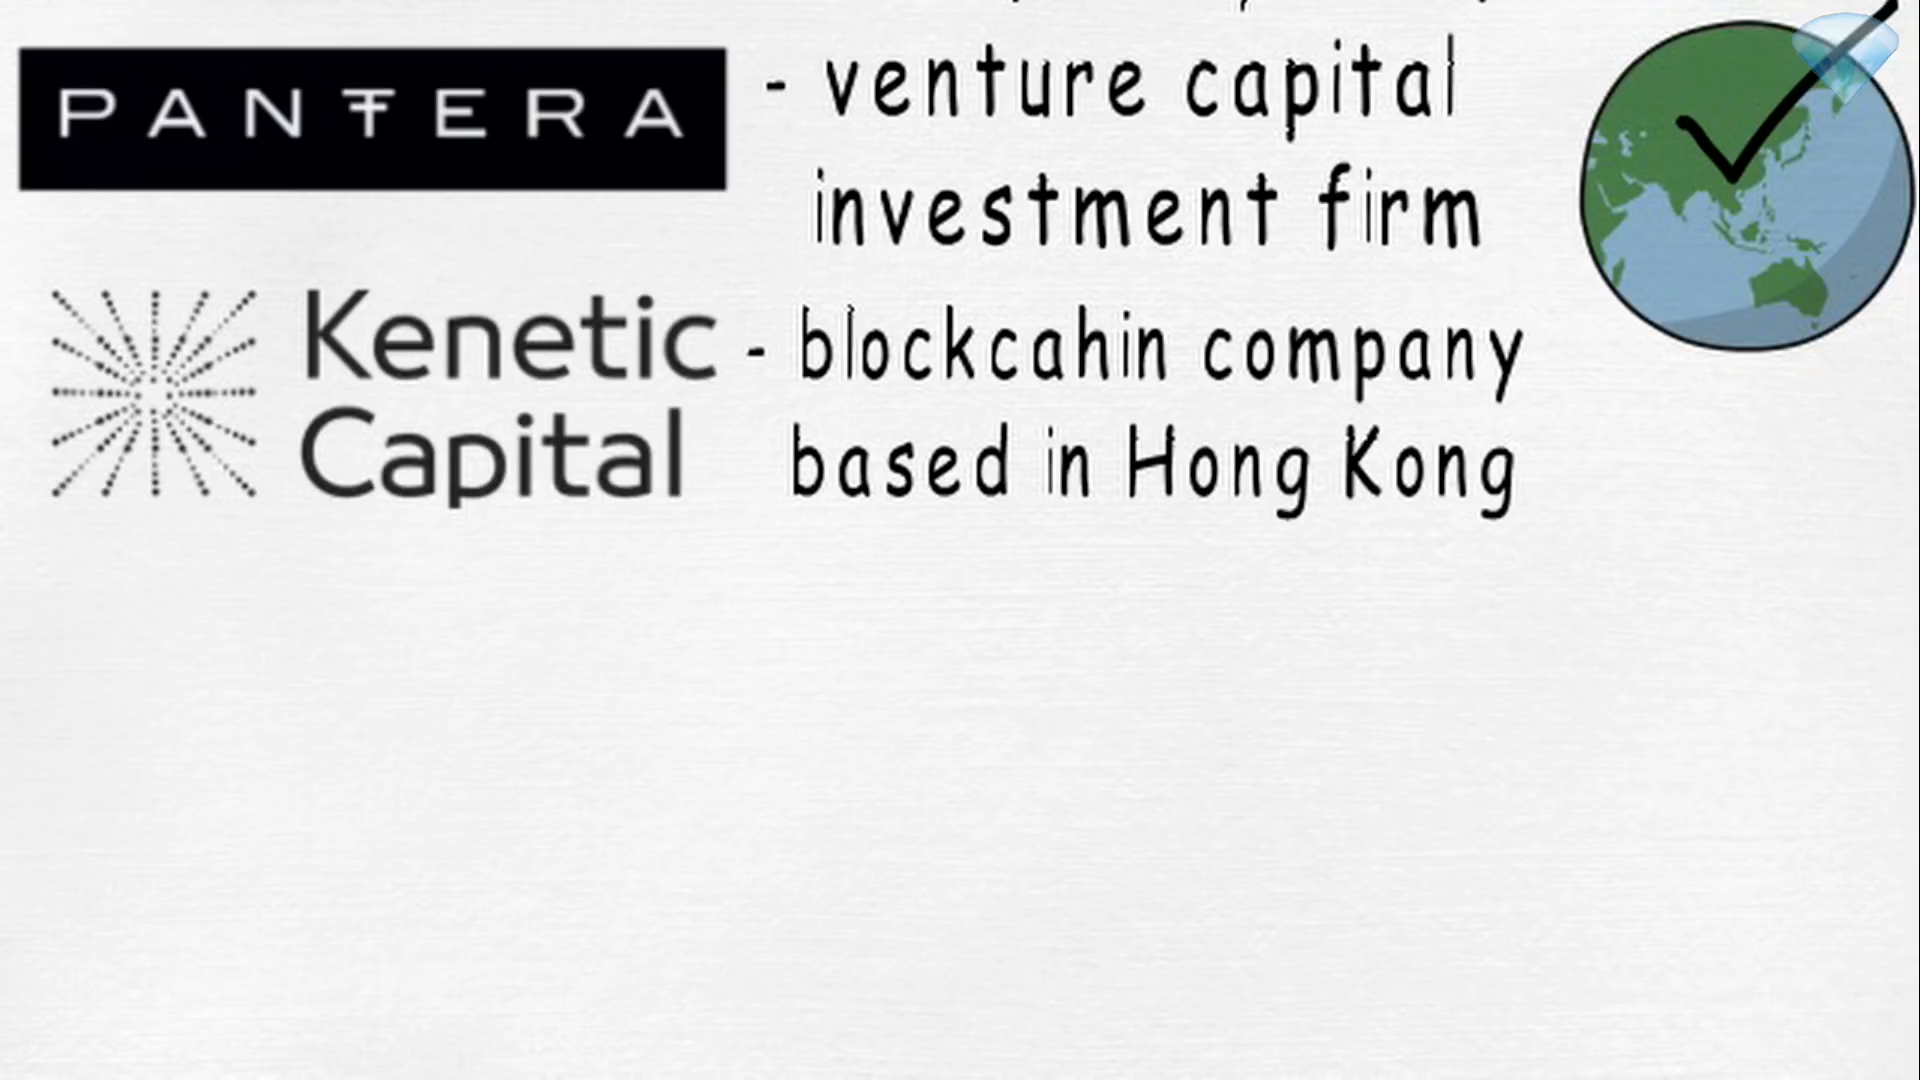 PANTERA - venture capital
investment firm
Kenetic - blockcahin company
Capital based in Hong Kong